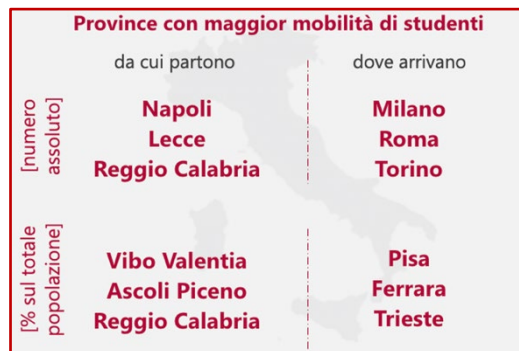 Province con maggior mobilità di studenti
da cui partono
dove arrivano
[numero
assoluto]
Napoli
Lecce
Reggio Calabria
Milano
Roma
Torino
[% sul totale
popolazione]
Vibo Valentia
Ascoli Piceno
Reggio Calabria
Pisa
Ferrara
Trieste